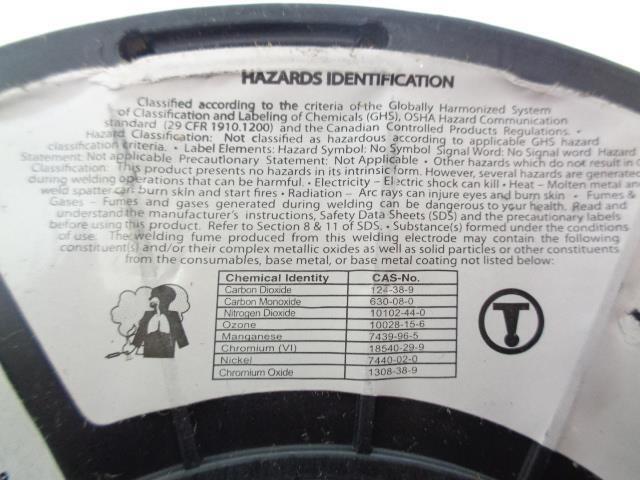 HAZARDS IDENTIFICATION
Classified according to the criteria of the Globally Harmonized System
of Classification and Labeling of Chemicals (GHS), OSHA Hazard Communication
standard (29 CFR 1910.1200) and the Canadian Controlled Products Regulations. •
Hazard Classification: Not classified as hazardous according to applicable GHS hazard
classification criteria. • Label Elements: Hazard Symbol: No Symbol Signal Word: No Signal word Hazard
Statement: Not applicable Precautionary Statement: Not Applicable • Other hazards which do not result in
Classification: This product presents no hazards in its intrinsic form. However, several hazards are generated
during welding operations that can be harmful. • Electricity – Electric shock can kill • Heat – Molten metal and
weld spatter can burn skin and start fires • Radiation – Arc rays can injure eyes and burn skin • Fumes &
Gases – Fumes and gases generated during welding can be dangerous to your health. Read and
understand the manufacturer's instructions, Safety Data Sheets (SDS) and the precautionary labels
before using this product. Refer to Section 8 & 11 of SDS. • Substance(s) formed under the conditions
of use: The welding fume produced from this welding electrode may contain the following
constituent(s) and/or their complex metallic oxides as well as solid particles or other constituents
from the consumables, base metal, or base metal coating not listed below:
Chemical Identity CAS-No.
Carbon Dioxide 124-38-9
Carbon Monoxide 630-08-0
Nitrogen Dioxide 10102-44-0
Ozone 10028-15-6
Manganese 7439-96-5
Chromium (VI) 18540-29-9
Nickel 7440-02-0
Chromium Oxide 1308-38-9